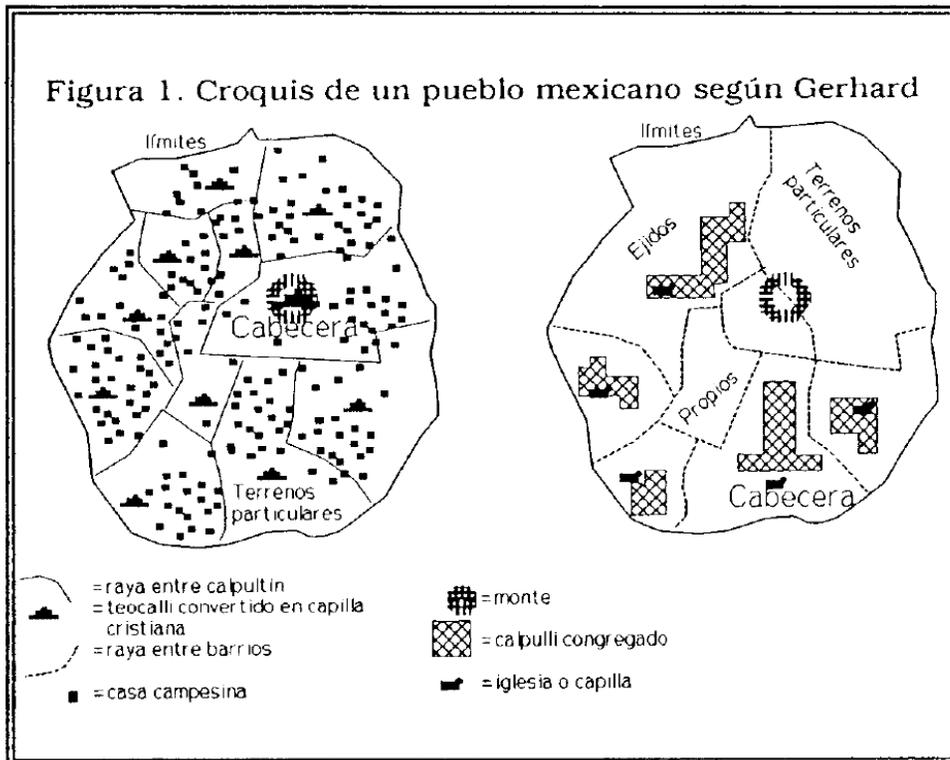 Figura 1. Croquis de un pueblo mexicano según Gerhard
límites
Cabecera
Terrenos
particulares
límites
Ejidos
Terrenos
particulares
Propios
Cabecera
=raya entre calpultin
=teocalli convertido en capilla
cristiana
=raya entre barrios
=casa campesina
=monte
=calpulli congregado
=iglesia o capilla